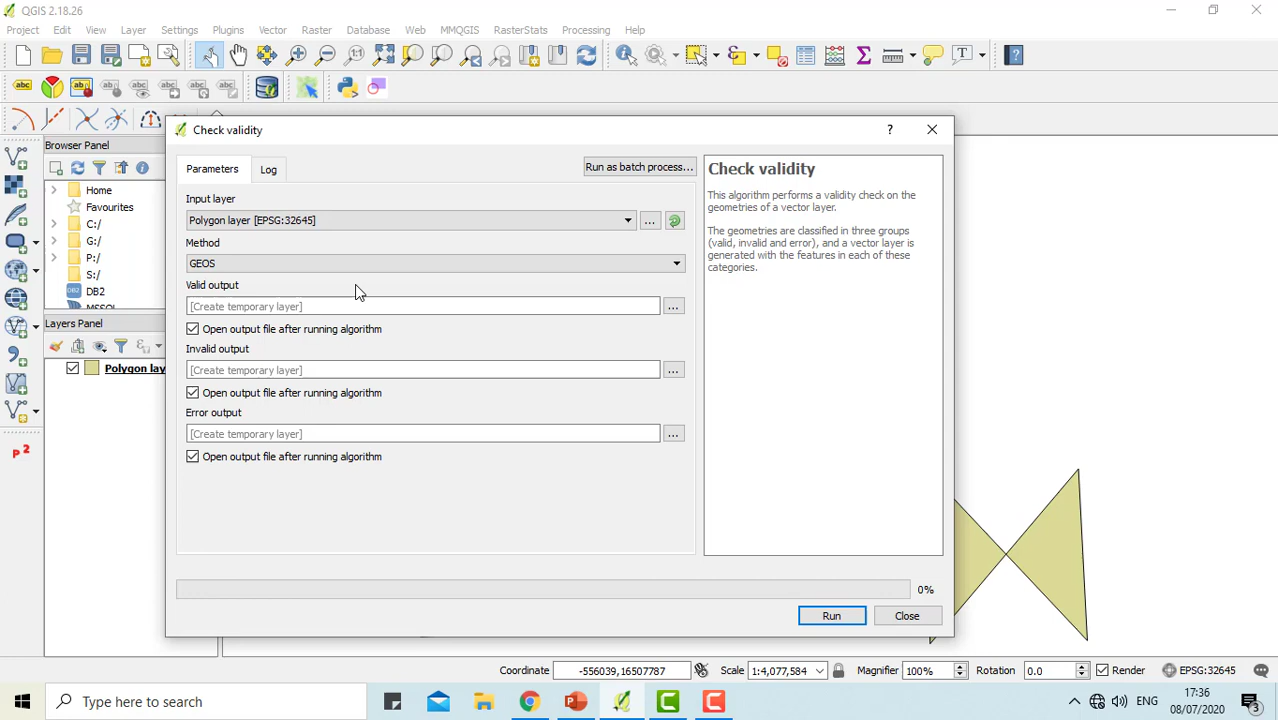 QGIS 2.18.26
Project Edit View Layer Settings Plugins Vector Raster Database Web MMQGIS RasterStats Processing Help
abc
ab
abc
Check validity
?
Browser Panel
Home
Favourites
C:/
G:/
P:/
S:/
DB2
MSSQL
Layers Panel
Polygon lay
Parameters
Log
Run as batch process...
Input layer
Polygon layer [EPSG:32645]
...
Method
GEOS
Valid output
[Create temporary layer]
...
Open output file after running algorithm
Invalid output
[Create temporary layer]
...
Open output file after running algorithm
Error output
[Create temporary layer]
...
Open output file after running algorithm
Check validity
This algorithm performs a validity check on the
geometries of a vector layer.
The geometries are classified in three groups
(valid, invalid and error), and a vector layer is
generated with the features in each of these
categories.
0%
Run
Close
P 2
Coordinate -556039,16507787 Scale 1:4,077,584 Magnifier 100% Rotation 0.0 Render EPSG:32645
Type here to search
ENG
17:36
08/07/2020
3